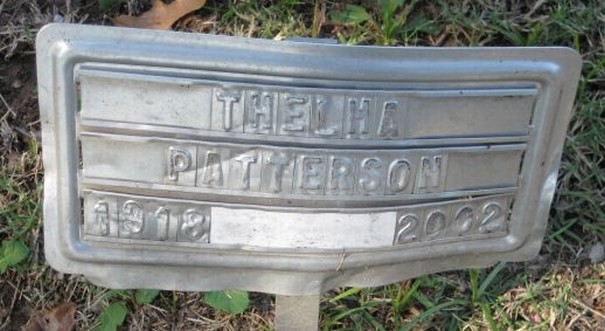 THELMA
PATTERSON
1918 2002